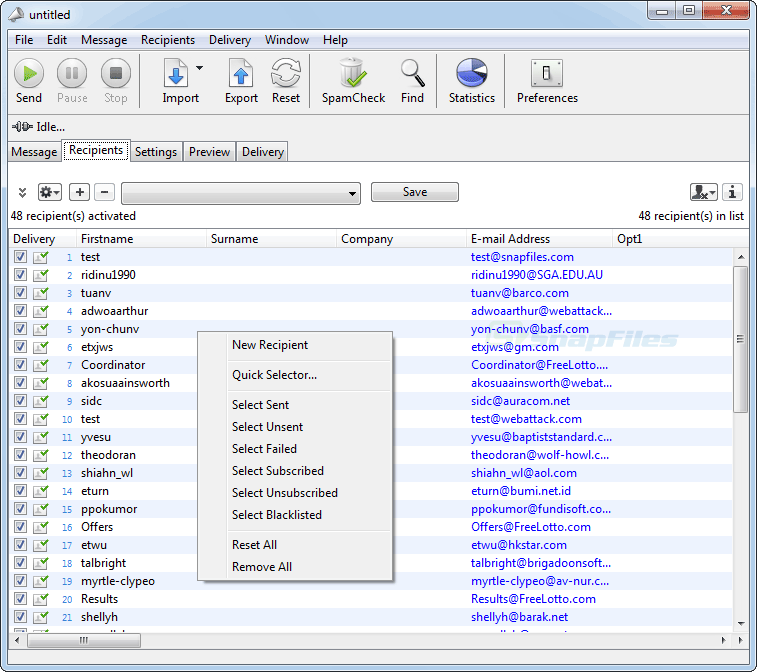 untitled
File Edit Message Recipients Delivery Window Help
Send Pause Stop Import Export Reset SpamCheck Find Statistics Preferences
Idle...
Message Recipients Settings Preview Delivery
Save
48 recipient(s) activated 48 recipient(s) in list
Delivery Firstname Surname Company E-mail Address Opt1
1 test test@snapfiles.com
2 ridinu1990 ridinu1990@SGA.EDU.AU
3 tuanv tuanv@barco.com
4 adwoaarthur adwoaarthur@webattack...
5 yon-chunv yon-chunv@basf.com
6 etxjws etxjws@gm.com
7 Coordinator Coordinator@FreeLotto....
8 akosuaainsworth akosuaainsworth@webat...
9 sidc sidc@auracom.net
10 test test@webattack.com
11 yvesu yvesu@baptiststandard.c...
12 theodoran theodoran@wolf-howl.c...
13 shiahn_wl shiahn_wl@aol.com
14 eturn eturn@bumi.net.id
15 ppokumor ppokumor@fundisoft.co...
16 Offers Offers@FreeLotto.com
17 etwu etwu@hkstar.com
18 talbright talbright@brigadoonsoft...
19 myrtle-clypeo myrtle-clypeo@av-nur.c...
20 Results Results@FreeLotto.com
21 shellyh shellyh@barak.net
New Recipient
Quick Selector...
Select Sent
Select Unsent
Select Failed
Select Subscribed
Select Unsubscribed
Select Blacklisted
Reset All
Remove All
SnapFiles